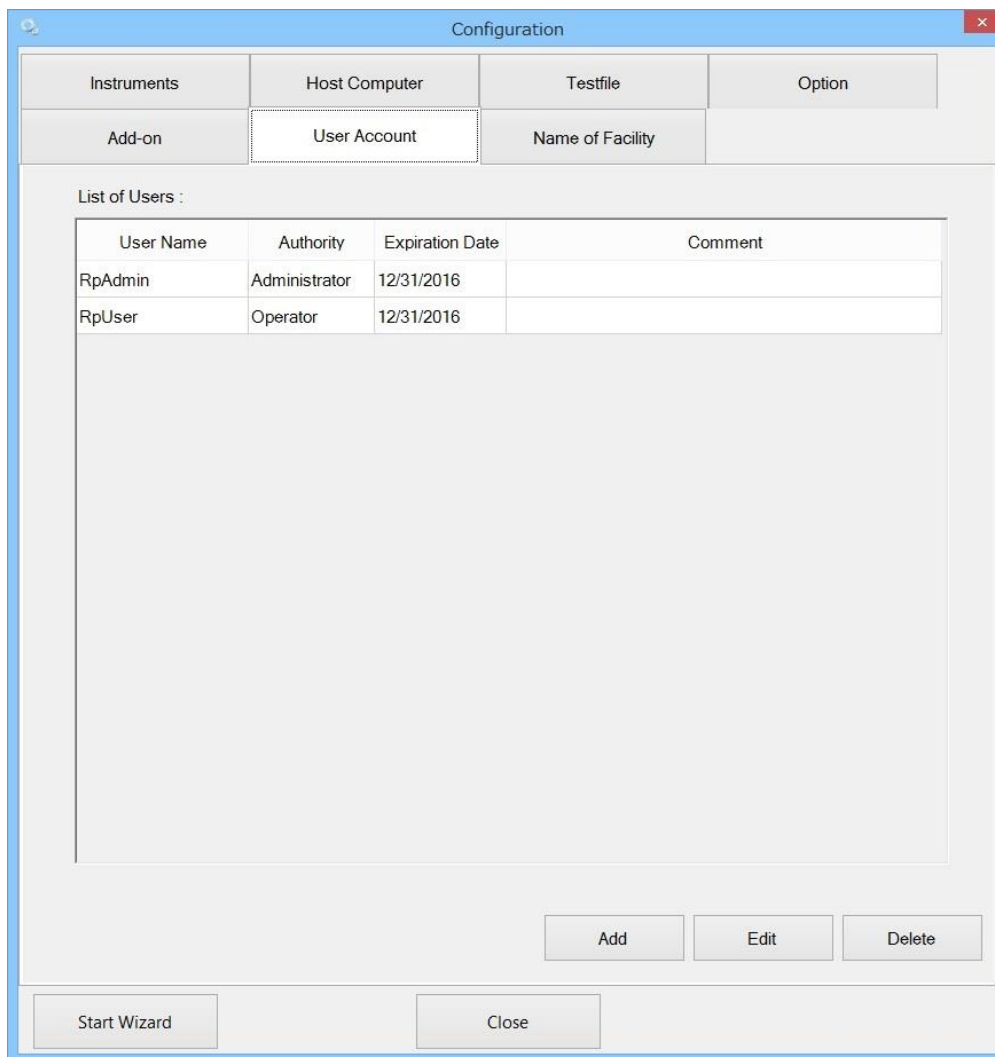 Configuration
Instruments Host Computer Testfile Option
Add-on User Account Name of Facility
List of Users :
User Name Authority Expiration Date Comment
RpAdmin Administrator 12/31/2016
RpUser Operator 12/31/2016
Add Edit Delete
Start Wizard Close